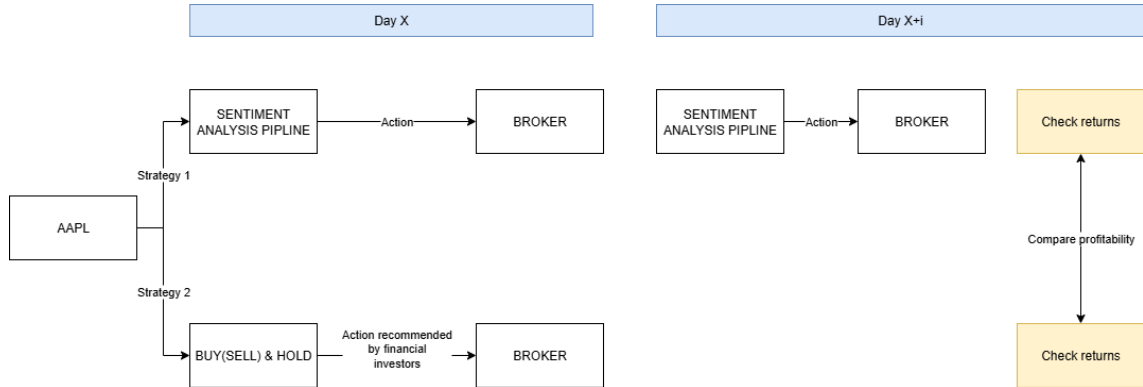 Day X
Day X+i
SENTIMENT
ANALYSIS PIPLINE
Action
BROKER
SENTIMENT
ANALYSIS PIPLINE
Action
BROKER
Check returns
Strategy 1
AAPL
Compare profitability
Strategy 2
BUY(SELL) & HOLD
Action recommended
by financial
investors
BROKER
Check returns